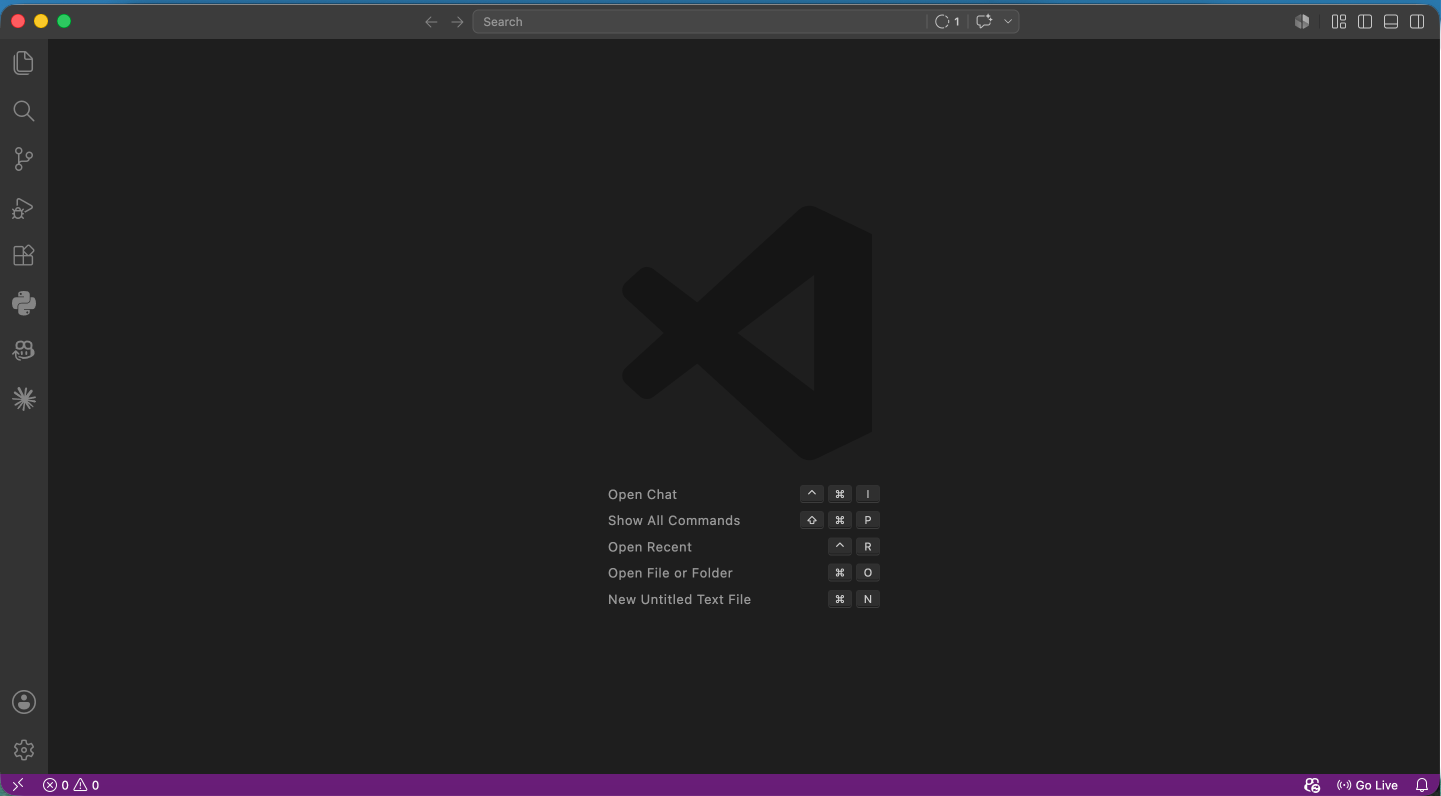 Search
1
Open Chat ^ ⌘ I
Show All Commands ⇧ ⌘ P
Open Recent ^ R
Open File or Folder ⌘ O
New Untitled Text File ⌘ N
0 0
Go Live